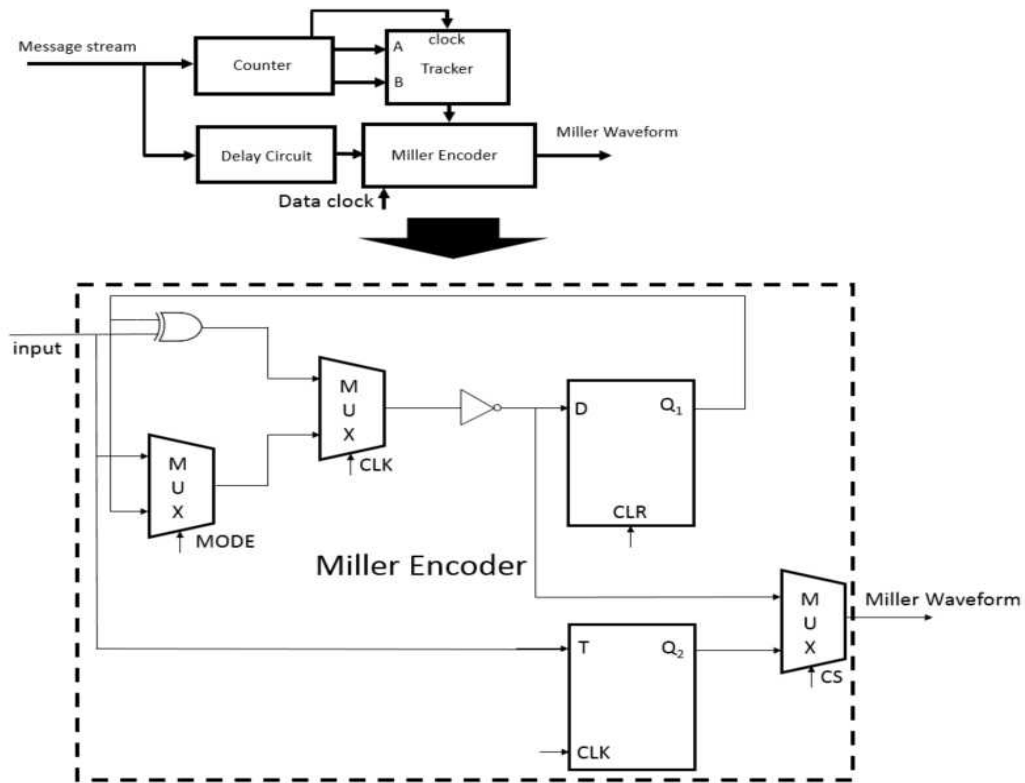 Message stream
Counter
A
B
clock
Tracker
Delay Circuit
Miller Encoder
Miller Waveform
Data clock
input
M
U
X
CLK
M
U
X
MODE
D
Q₁
CLR
Miller Encoder
T
Q₂
CLK
M
U
X
CS
Miller Waveform